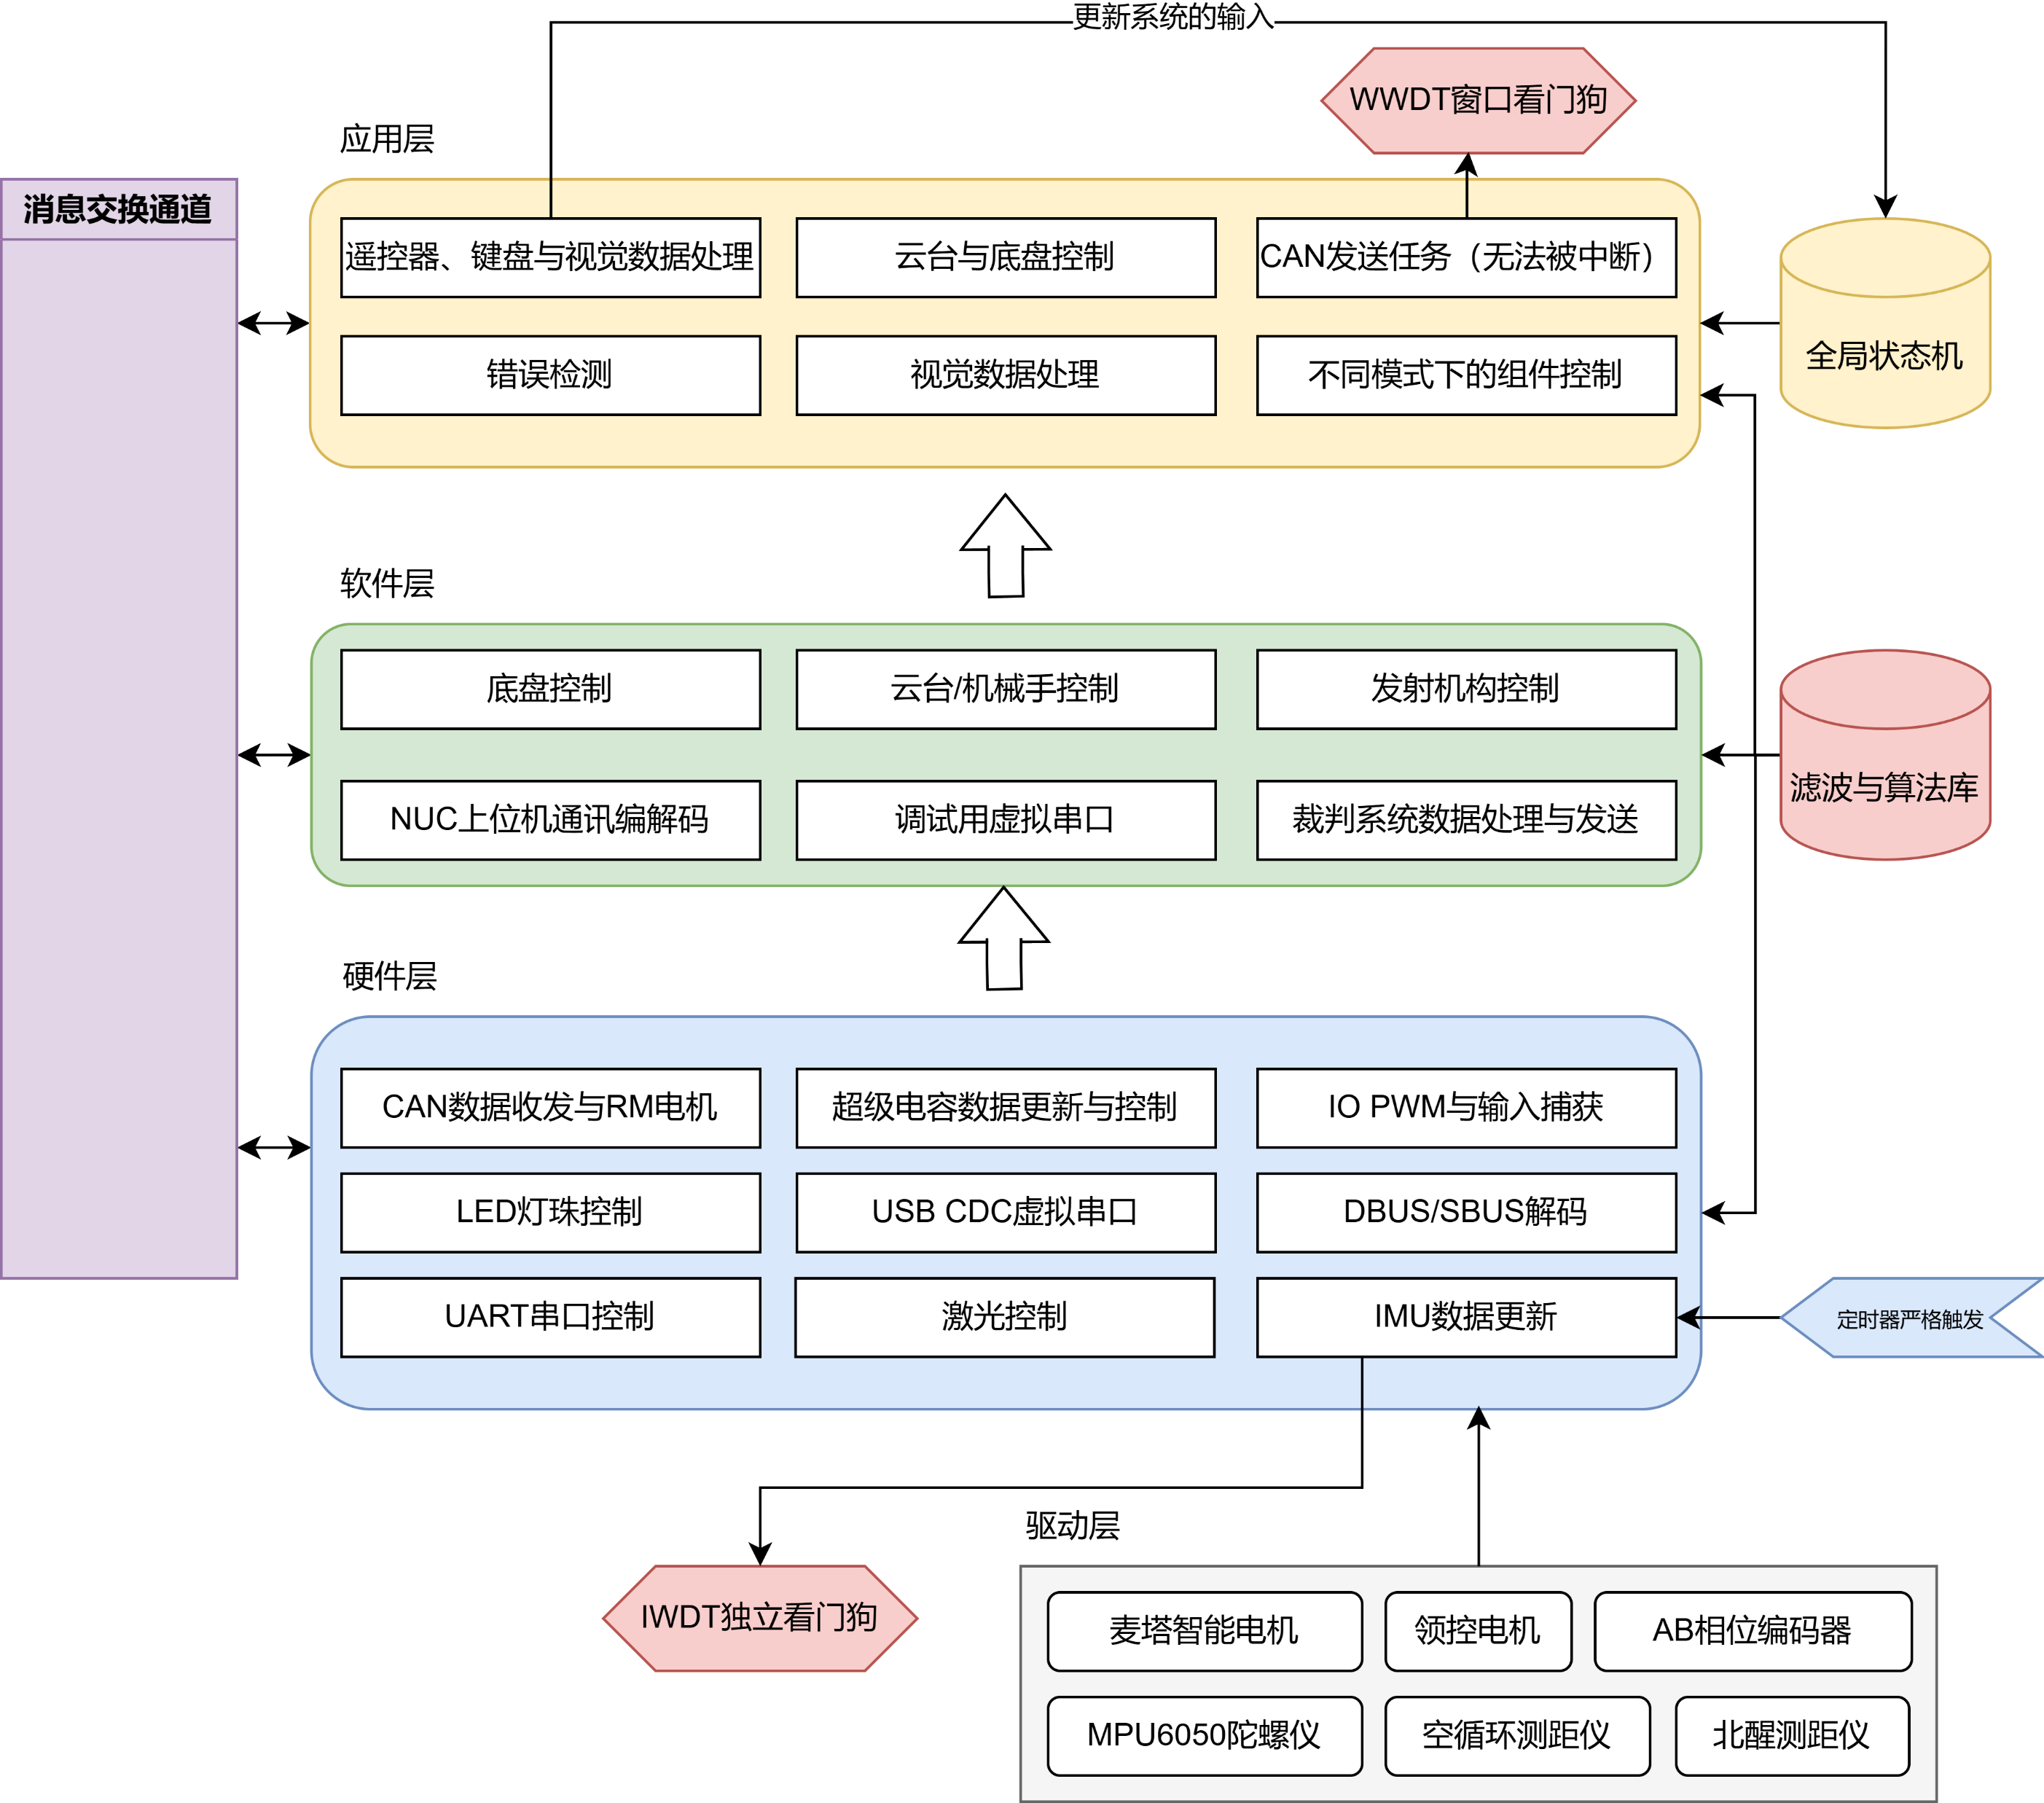 更新系统的输入
WWDT窗口看门狗
应用层
消息交换通道
遥控器、键盘与视觉数据处理
云台与底盘控制
CAN发送任务（无法被中断）
错误检测
视觉数据处理
不同模式下的组件控制
全局状态机
软件层
底盘控制
云台/机械手控制
发射机构控制
NUC上位机通讯编解码
调试用虚拟串口
裁判系统数据处理与发送
滤波与算法库
硬件层
CAN数据收发与RM电机
超级电容数据更新与控制
IO PWM与输入捕获
LED灯珠控制
USB CDC虚拟串口
DBUS/SBUS解码
UART串口控制
激光控制
IMU数据更新
定时器严格触发
驱动层
IWDT独立看门狗
麦塔智能电机
领控电机
AB相位编码器
MPU6050陀螺仪
空循环测距仪
北醒测距仪